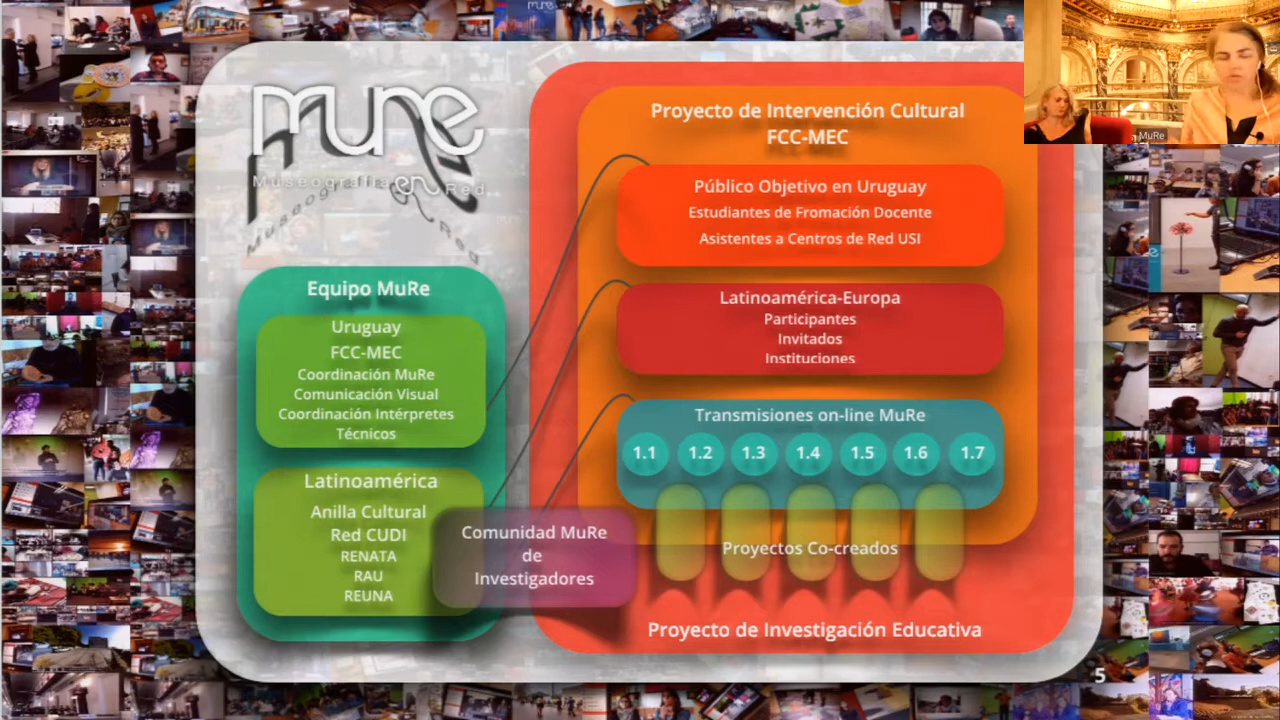 mure
Museografía en Red
Museografía en Red
Equipo MuRe
Uruguay
FCC-MEC
Coordinación MuRe
Comunicación Visual
Coordinación Intérpretes
Técnicos
Latinoamérica
Anilla Cultural
Red CUDI
RENATA
RAU
REUNA
Comunidad MuRe
de
Investigadores
Proyecto de Intervención Cultural
FCC-MEC
Público Objetivo en Uruguay
Estudiantes de Fromación Docente
Asistentes a Centros de Red USI
Latinoamérica-Europa
Participantes
Invitados
Instituciones
Transmisiones on-line MuRe
1.1 1.2 1.3 1.4 1.5 1.6 1.7
Proyectos Co-creados
Proyecto de Investigación Educativa
MuRe
5